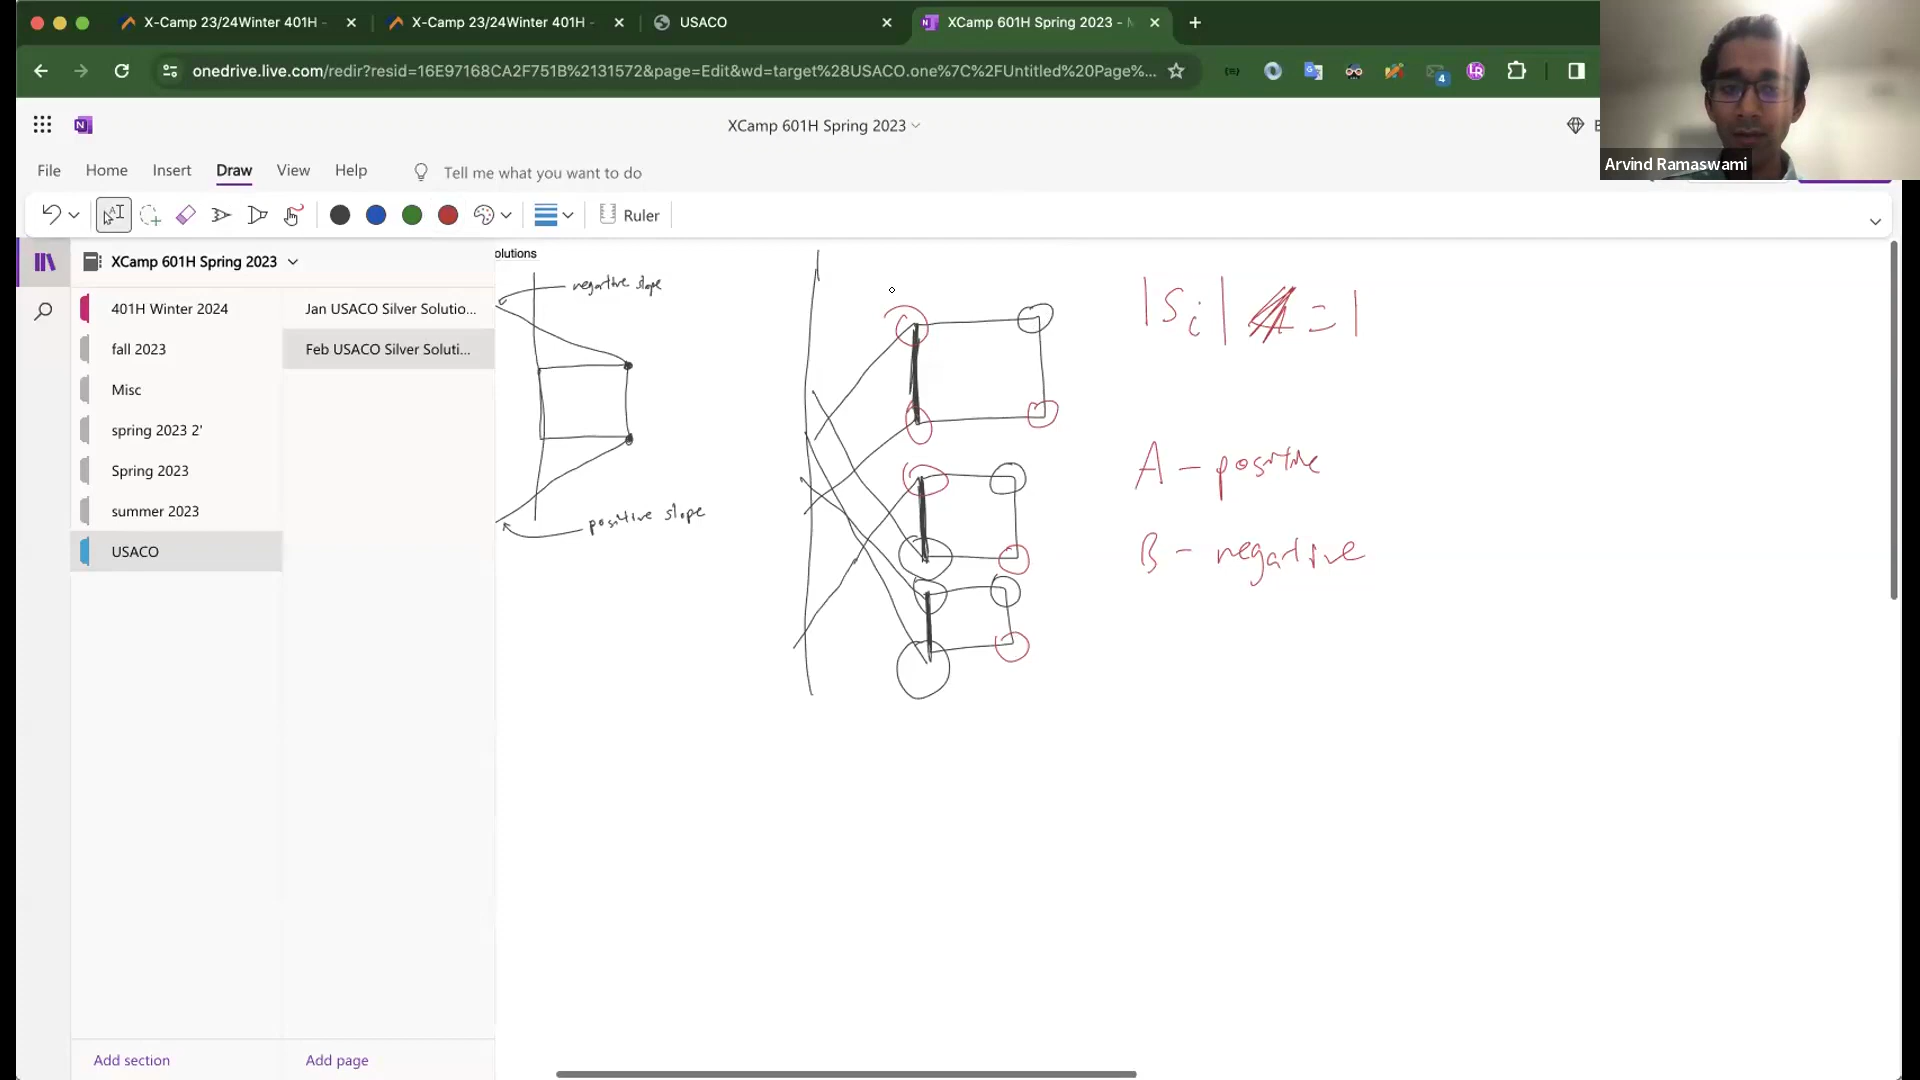 X-Camp 23/24Winter 401H -
X-Camp 23/24Winter 401H -
USACO
XCamp 601H Spring 2023 -
onedrive.live.com/redir?resid=16E97168CA2F751B%2131572&page=Edit&wd=target%28USACO.one%7C%2FUntitled%20Page%...
4
LR
XCamp 601H Spring 2023
Arvind Ramaswami
File
Home
Insert
Draw
View
Help
Tell me what you want to do
Ruler
XCamp 601H Spring 2023
olutions
401H Winter 2024
fall 2023
Misc
spring 2023 2'
Spring 2023
summer 2023
USACO
Jan USACO Silver Solutio...
Feb USACO Silver Soluti...
negative slope
positive slope
|Si| = 1
A - positive
B - negative
Add section
Add page